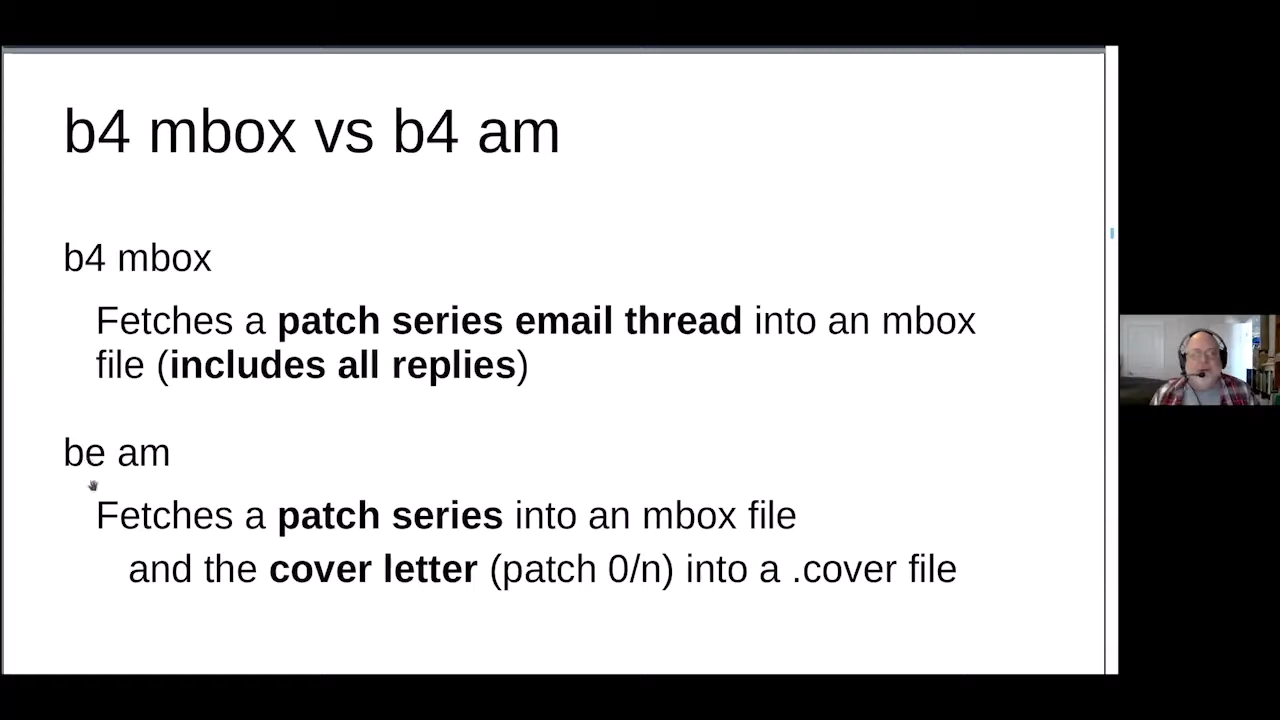 b4 mbox vs b4 am
b4 mbox
Fetches a patch series email thread into an mbox
file (includes all replies)
be am
Fetches a patch series into an mbox file
and the cover letter (patch 0/n) into a .cover file